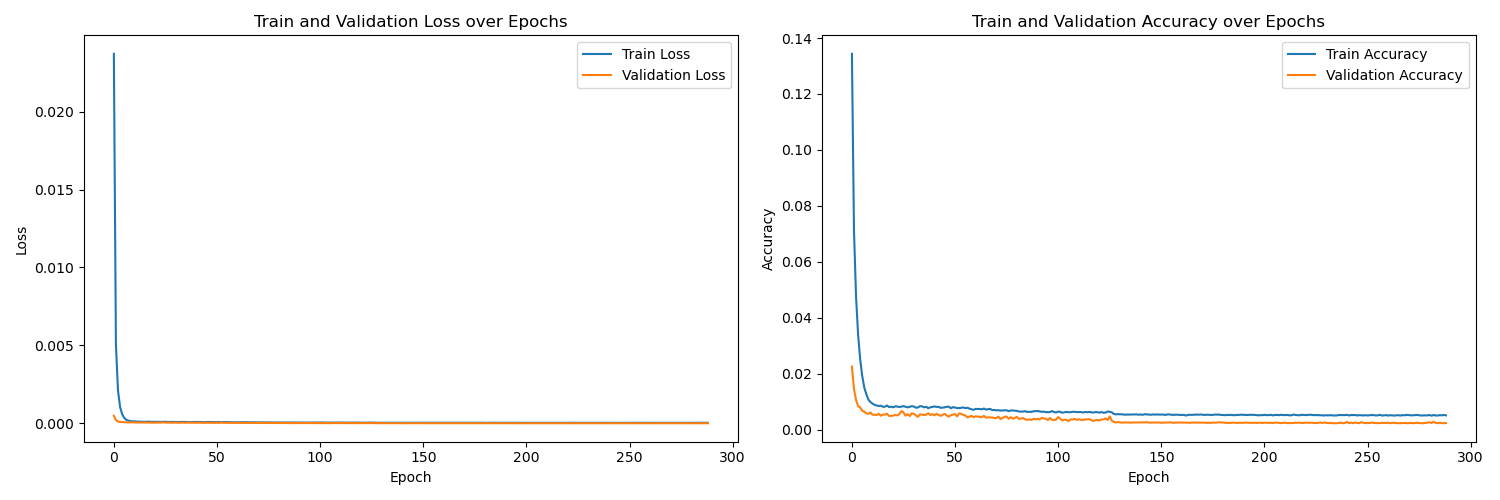 Train and Validation Loss over Epochs
Train Loss
Validation Loss
0.020
0.015
0.010
0.005
0.000
Loss
0
50
100
150
200
250
300
Epoch
Train and Validation Accuracy over Epochs
Train Accuracy
Validation Accuracy
0.14
0.12
0.10
0.08
0.06
0.04
0.02
0.00
Accuracy
0
50
100
150
200
250
300
Epoch